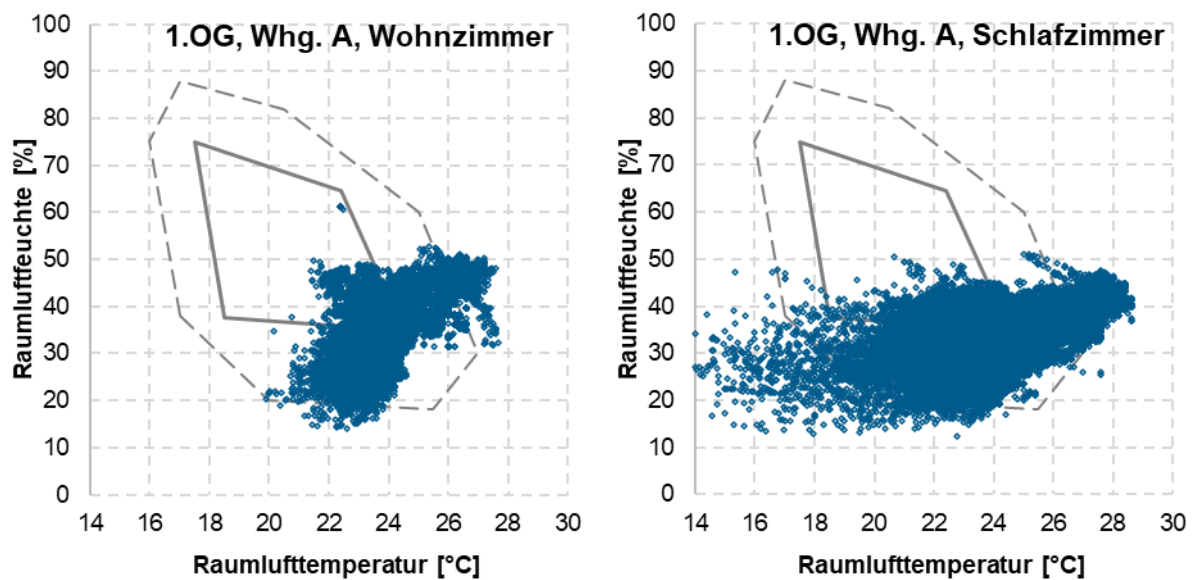 1.OG, Whg. A, Wohnzimmer
Raumluftfeuchte [%]
100
90
80
70
60
50
40
30
20
10
0
14 16 18 20 22 24 26 28 30
Raumlufttemperatur [°C]
1.OG, Whg. A, Schlafzimmer
Raumluftfeuchte [%]
100
90
80
70
60
50
40
30
20
10
0
14 16 18 20 22 24 26 28 30
Raumlufttemperatur [°C]